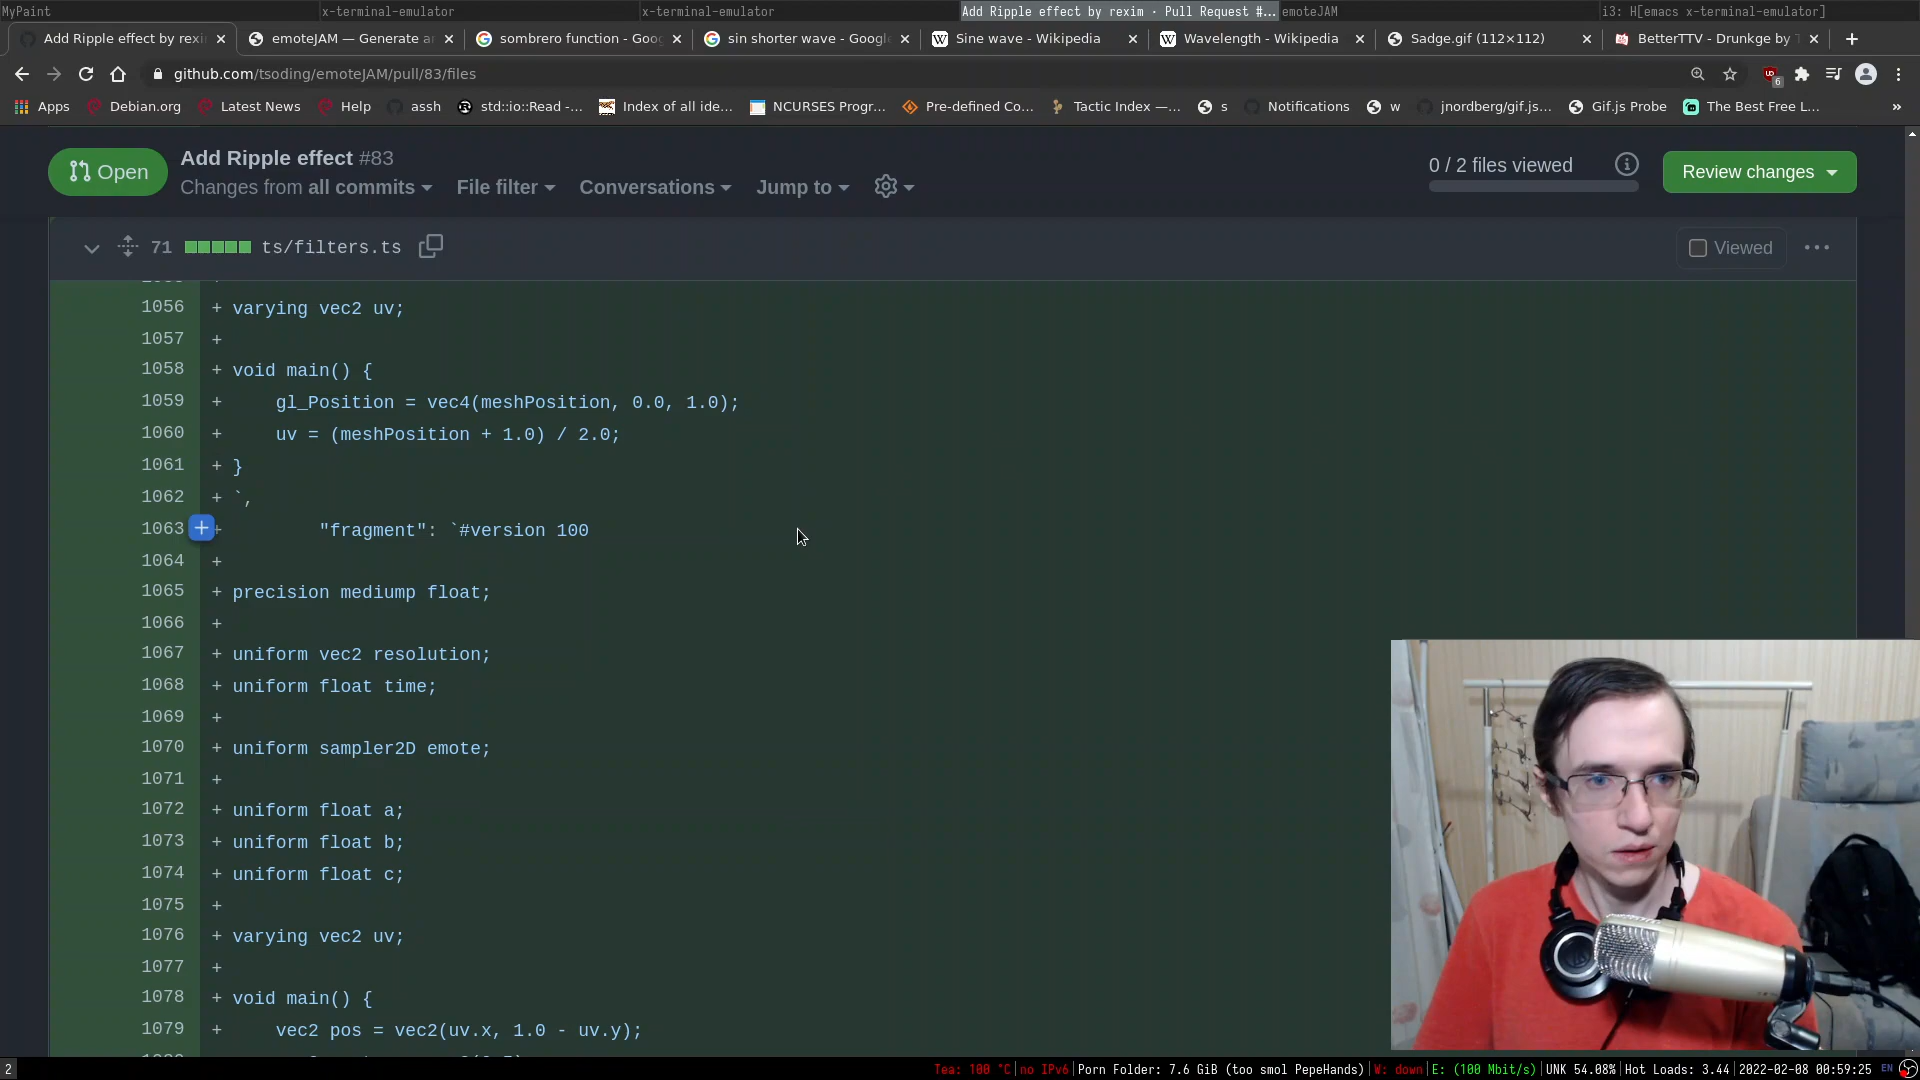 MyPaint x-terminal-emulator x-terminal-emulator Add Ripple effect by rexim · Pull Request #... emoteJAM i3: H[emacs x-terminal-emulator]
Add Ripple effect by rexi emoteJAM — Generate a sombrero function - Goo sin shorter wave - Google Sine wave - Wikipedia Wavelength - Wikipedia Sadge.gif (112×112) BetterTTV - Drunkge by T
github.com/tsoding/emoteJAM/pull/83/files 6
Apps Debian.org Latest News Help assh std::io::Read -... Index of all ide... NCURSES Progr... Pre-defined Co... Tactic Index —... s Notifications w jnordberg/gif.js... Gif.js Probe The Best Free L... »
Open Add Ripple effect #83 0 / 2 files viewed Review changes
Changes from all commits File filter Conversations Jump to
71 ts/filters.ts Viewed
1056 + varying vec2 uv;
1057 +
1058 + void main() {
1059 + gl_Position = vec4(meshPosition, 0.0, 1.0);
1060 + uv = (meshPosition + 1.0) / 2.0;
1061 + }
1062 + `,
1063 + "fragment": `#version 100
1064 +
1065 + precision mediump float;
1066 +
1067 + uniform vec2 resolution;
1068 + uniform float time;
1069 +
1070 + uniform sampler2D emote;
1071 +
1072 + uniform float a;
1073 + uniform float b;
1074 + uniform float c;
1075 +
1076 + varying vec2 uv;
1077 +
1078 + void main() {
1079 + vec2 pos = vec2(uv.x, 1.0 - uv.y);
2 Tea: 100 °C|no IPv6|Porn Folder: 7.6 GiB (too smol PepeHands)|W: down|E: (100 Mbit/s)|UNK 54.08%|Hot Loads: 3.44|2022-02-08 00:59:25 EN